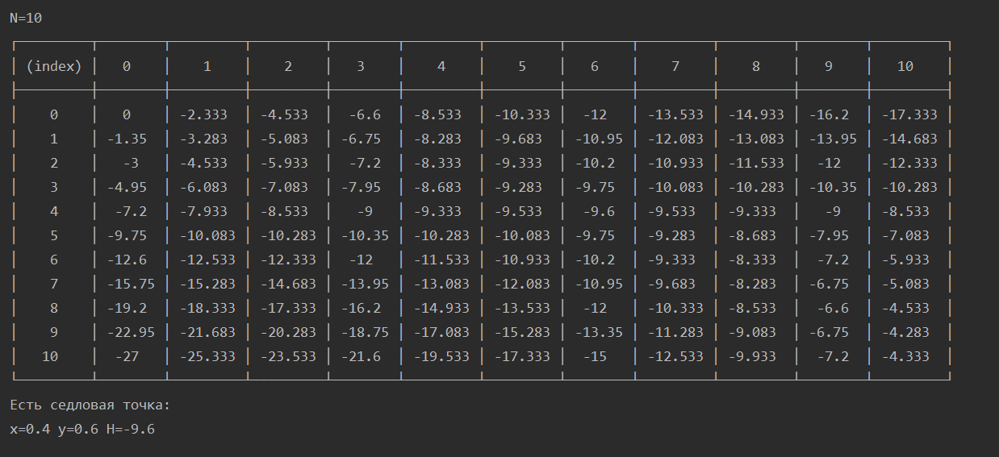 N=10
(index) 0 1 2 3 4 5 6 7 8 9 10
0 0 -2.333 -4.533 -6.6 -8.533 -10.333 -12 -13.533 -14.933 -16.2 -17.333
1 -1.35 -3.283 -5.083 -6.75 -8.283 -9.683 -10.95 -12.083 -13.083 -13.95 -14.683
2 -3 -4.533 -5.933 -7.2 -8.333 -9.333 -10.2 -10.933 -11.533 -12 -12.333
3 -4.95 -6.083 -7.083 -7.95 -8.683 -9.283 -9.75 -10.083 -10.283 -10.35 -10.283
4 -7.2 -7.933 -8.533 -9 -9.333 -9.533 -9.6 -9.533 -9.333 -9 -8.533
5 -9.75 -10.083 -10.283 -10.35 -10.283 -10.083 -9.75 -9.283 -8.683 -7.95 -7.083
6 -12.6 -12.533 -12.333 -12 -11.533 -10.933 -10.2 -9.333 -8.333 -7.2 -5.933
7 -15.75 -15.283 -14.683 -13.95 -13.083 -12.083 -10.95 -9.683 -8.283 -6.75 -5.083
8 -19.2 -18.333 -17.333 -16.2 -14.933 -13.533 -12 -10.333 -8.533 -6.6 -4.533
9 -22.95 -21.683 -20.283 -18.75 -17.083 -15.283 -13.35 -11.283 -9.083 -6.75 -4.283
10 -27 -25.333 -23.533 -21.6 -19.533 -17.333 -15 -12.533 -9.933 -7.2 -4.333
Есть седловая точка:
x=0.4 y=0.6 H=-9.6